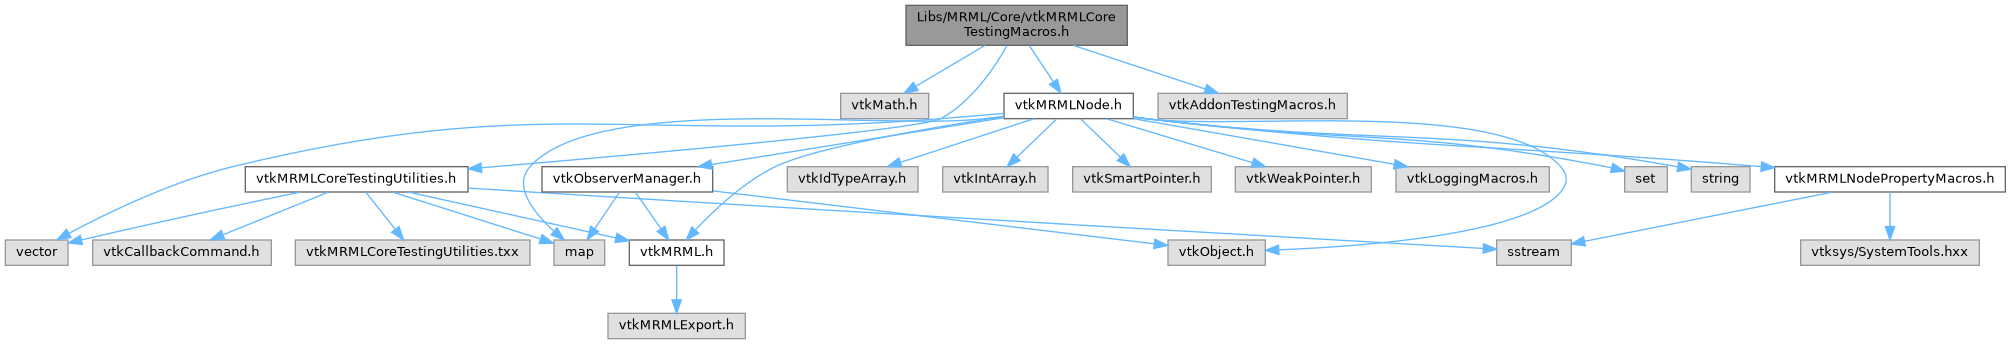 Libs/MRML/Core/vtkMRMLCore
TestingMacros.h
vtkMath.h
vtkMRMLNode.h
vtkAddonTestingMacros.h
vtkMRMLCoreTestingUtilities.h
vtkObserverManager.h
vtkIdTypeArray.h
vtkIntArray.h
vtkSmartPointer.h
vtkWeakPointer.h
vtkLoggingMacros.h
set
string
vtkMRMLNodePropertyMacros.h
vector
vtkCallbackCommand.h
vtkMRMLCoreTestingUtilities.txx
map
vtkMRML.h
vtkObject.h
sstream
vtksys/SystemTools.hxx
vtkMRMLExport.h